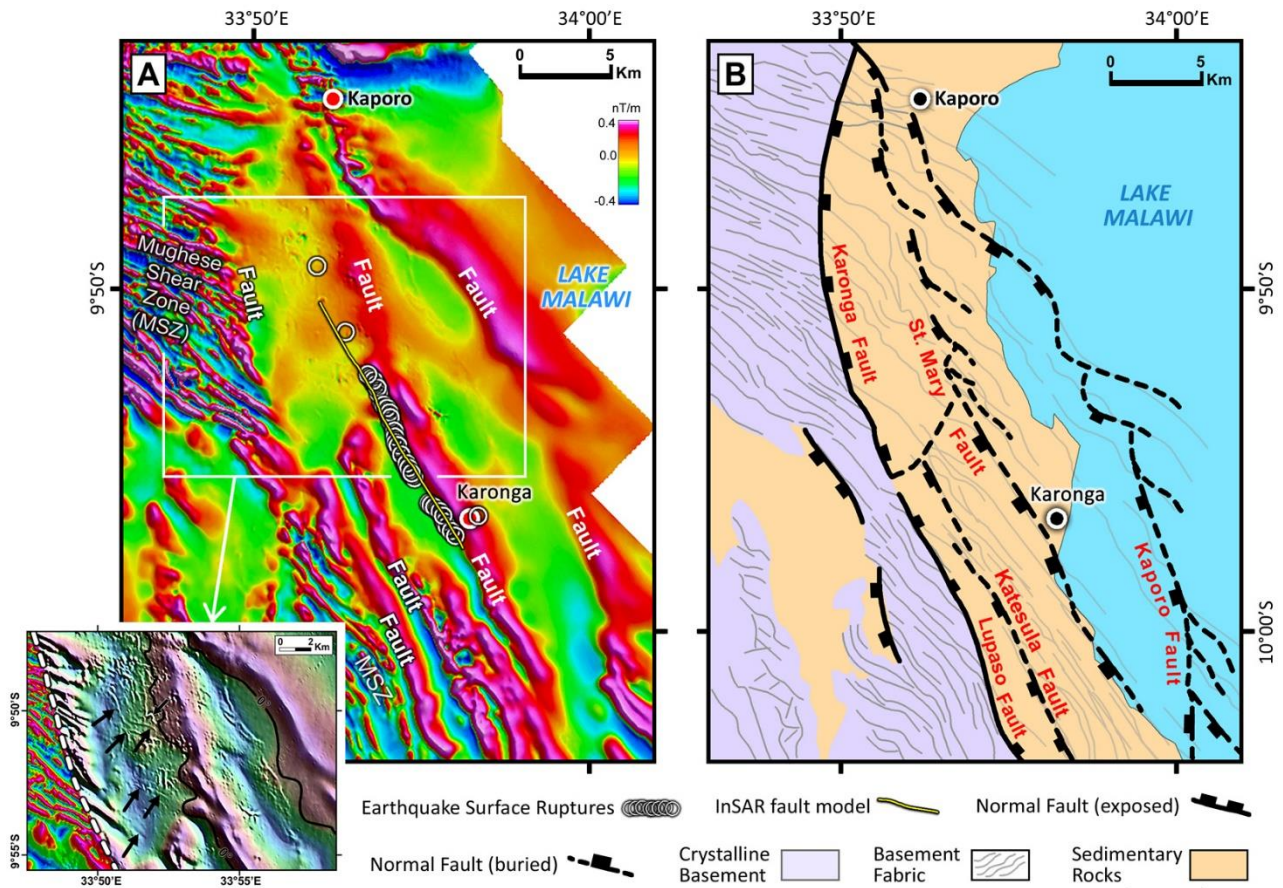 33°50'E
34°00'E
33°50'E
34°00'E
A
0
5
Km
Kaporo
nT/m
0.4
0.0
-0.4
9°50'S
Mughese
Shear
Zone
(MSZ)
Fault
Fault
Fault
LAKE
MALAWI
Karonga
Fault
Fault
Fault
Fault
MSZ
0
2
Km
9°50'S
9°55'S
33°50'E
33°55'E
B
0
5
Km
Kaporo
LAKE
MALAWI
9°50'S
10°00'S
Karonga Fault
St. Mary
Fault
Karonga
Kaporo Fault
Katesula Fault
Lupaso Fault
Earthquake Surface Ruptures
InSAR fault model
Normal Fault (exposed)
Normal Fault (buried)
Crystalline
Basement
Basement
Fabric
Sedimentary
Rocks